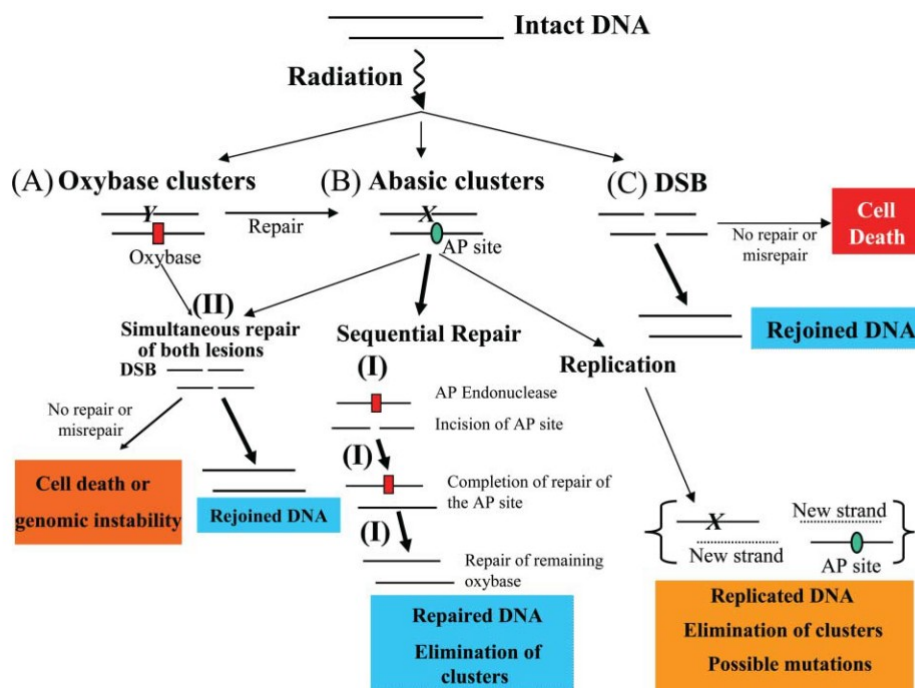 Intact DNA
Radiation
(A) Oxybase clusters
(B) Abasic clusters
(C) DSB
Y
Repair
X
Oxybase
AP site
No repair or
misrepair
Cell
Death
Rejoined DNA
(II)
Simultaneous repair
of both lesions
DSB
No repair or
misrepair
Cell death or
genomic instability
Rejoined DNA
Sequential Repair
(I)
AP Endonuclease
Incision of AP site
(I)
Completion of repair of
the AP site
(I)
Repair of remaining
oxybase
Repaired DNA
Elimination of
clusters
Replication
X
New strand
New strand
AP site
Replicated DNA
Elimination of clusters
Possible mutations